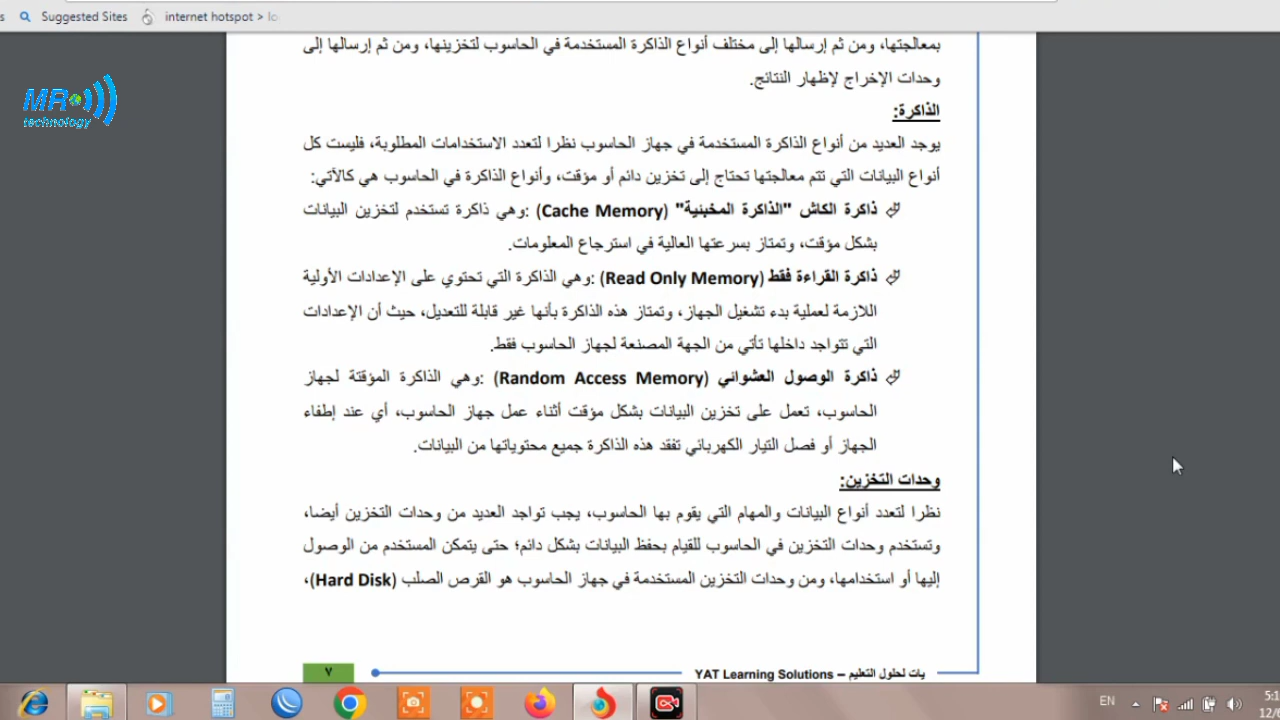 Suggested Sites internet hotspot > lo
MR technology
بمعالجتها، ومن ثم إرسالها إلى مختلف أنواع الذاكرة المستخدمة في الحاسوب لتخزينها، ومن ثم إرسالها إلى
وحدات الإخراج لإظهار النتائج.
الذاكرة:
يوجد العديد من أنواع الذاكرة المستخدمة في جهاز الحاسوب نظرا لتعدد الاستخدامات المطلوبة، فليست كل
أنواع البيانات التي تتم معالجتها تحتاج إلى تخزين دائم أو مؤقت، وأنواع الذاكرة في الحاسوب هي كالآتي:
ذاكرة الكاش "الذاكرة المخبنية" (Cache Memory) :وهي ذاكرة تستخدم لتخزين البيانات
بشكل مؤقت، وتمتاز بسرعتها العالية في استرجاع المعلومات.
ذاكرة القراءة فقط (Read Only Memory) :وهي الذاكرة التي تحتوي على الإعدادات الأولية
اللازمة لعملية بدء تشغيل الجهاز، وتمتاز هذه الذاكرة بأنها غير قابلة للتعديل، حيث أن الإعدادات
التي تتواجد داخلها تأتي من الجهة المصنعة لجهاز الحاسوب فقط.
ذاكرة الوصول العشوائي (Random Access Memory) :وهي الذاكرة المؤقتة لجهاز
الحاسوب، تعمل على تخزين البيانات بشكل مؤقت أثناء عمل جهاز الحاسوب، أي عند إطفاء
الجهاز أو فصل التيار الكهربائي تفقد هذه الذاكرة جميع محتوياتها من البيانات.
وحدات التخزين:
نظرا لتعدد أنواع البيانات والمهام التي يقوم بها الحاسوب، يجب تواجد العديد من وحدات التخزين أيضا،
وتستخدم وحدات التخزين في الحاسوب للقيام بحفظ البيانات بشكل دائم؛ حتى يتمكن المستخدم من الوصول
إليها أو استخدامها، ومن وحدات التخزين المستخدمة في جهاز الحاسوب هو القرص الصلب (Hard Disk)،
يات لحلول التعليم – YAT Learning Solutions
٧
EN
5:1
12/